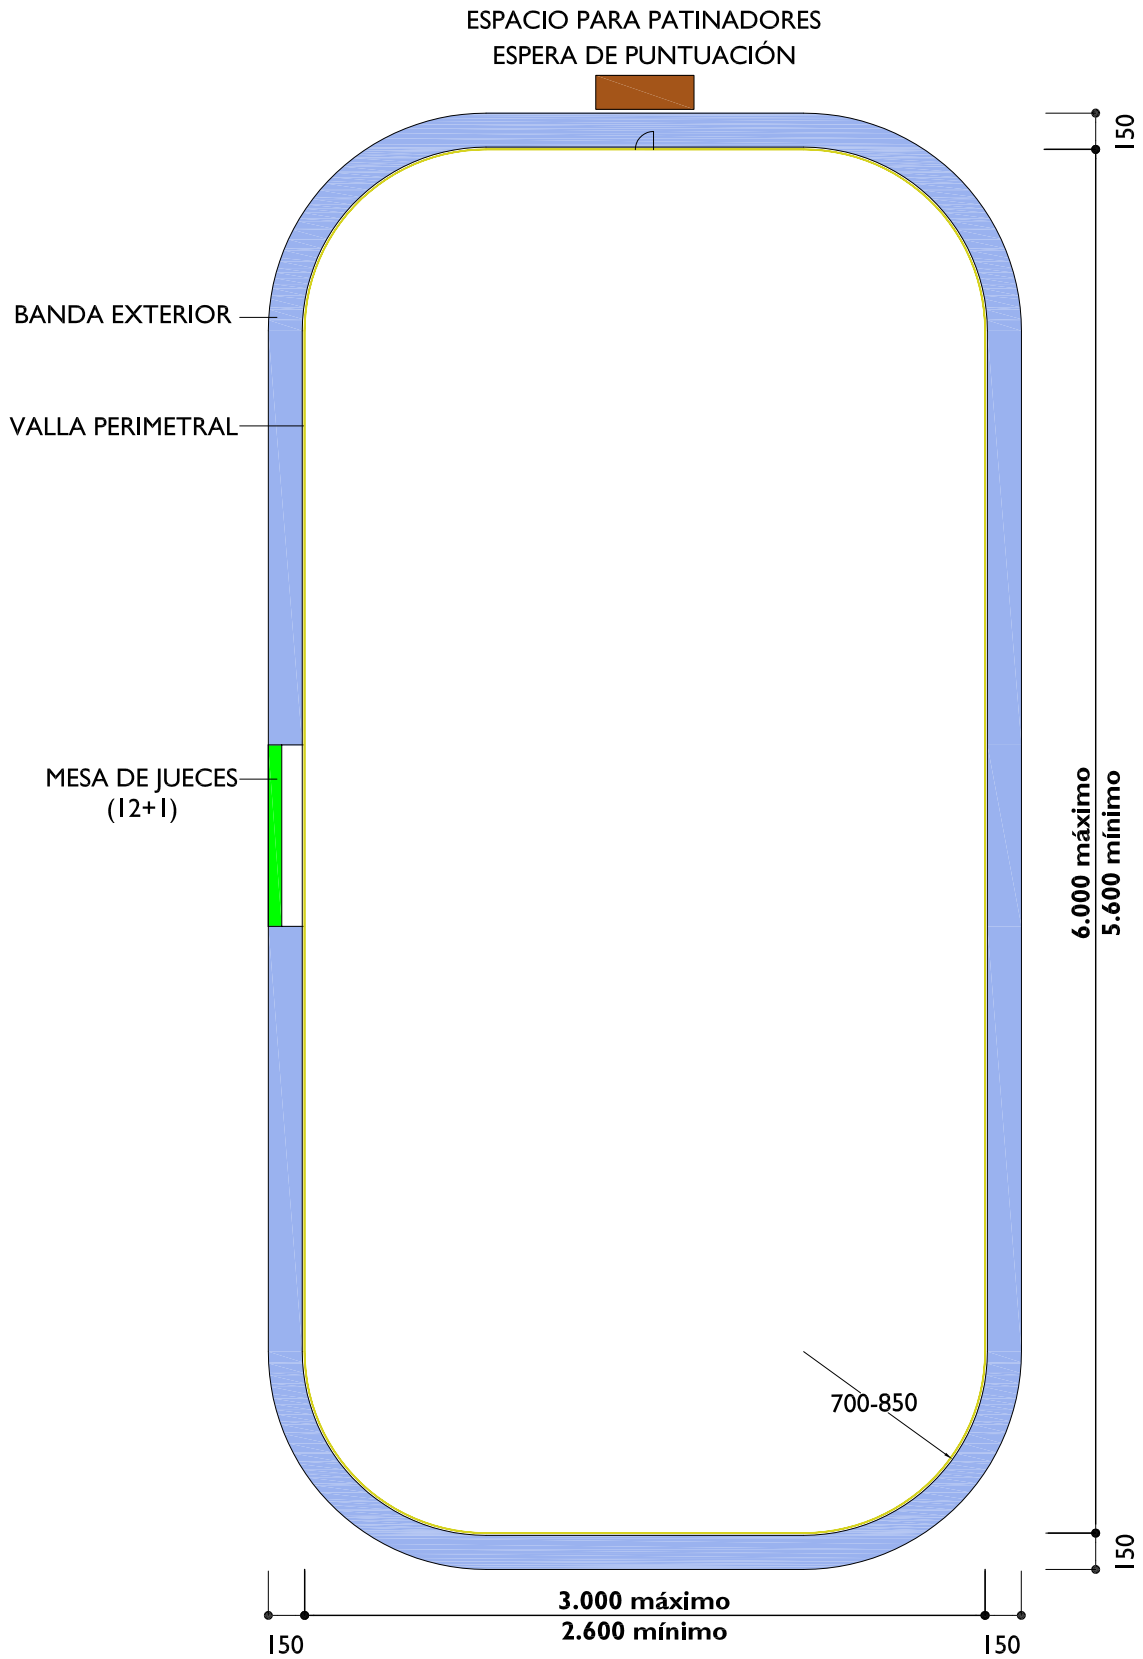 ESPACIO PARA PATINADORES
ESPERA DE PUNTUACIÓN
150
BANDA EXTERIOR
VALLA PERIMETRAL
MESA DE JUECES
(12+1)
6.000 máximo
5.600 mínimo
700-850
150
3.000 máximo
2.600 mínimo
150
150